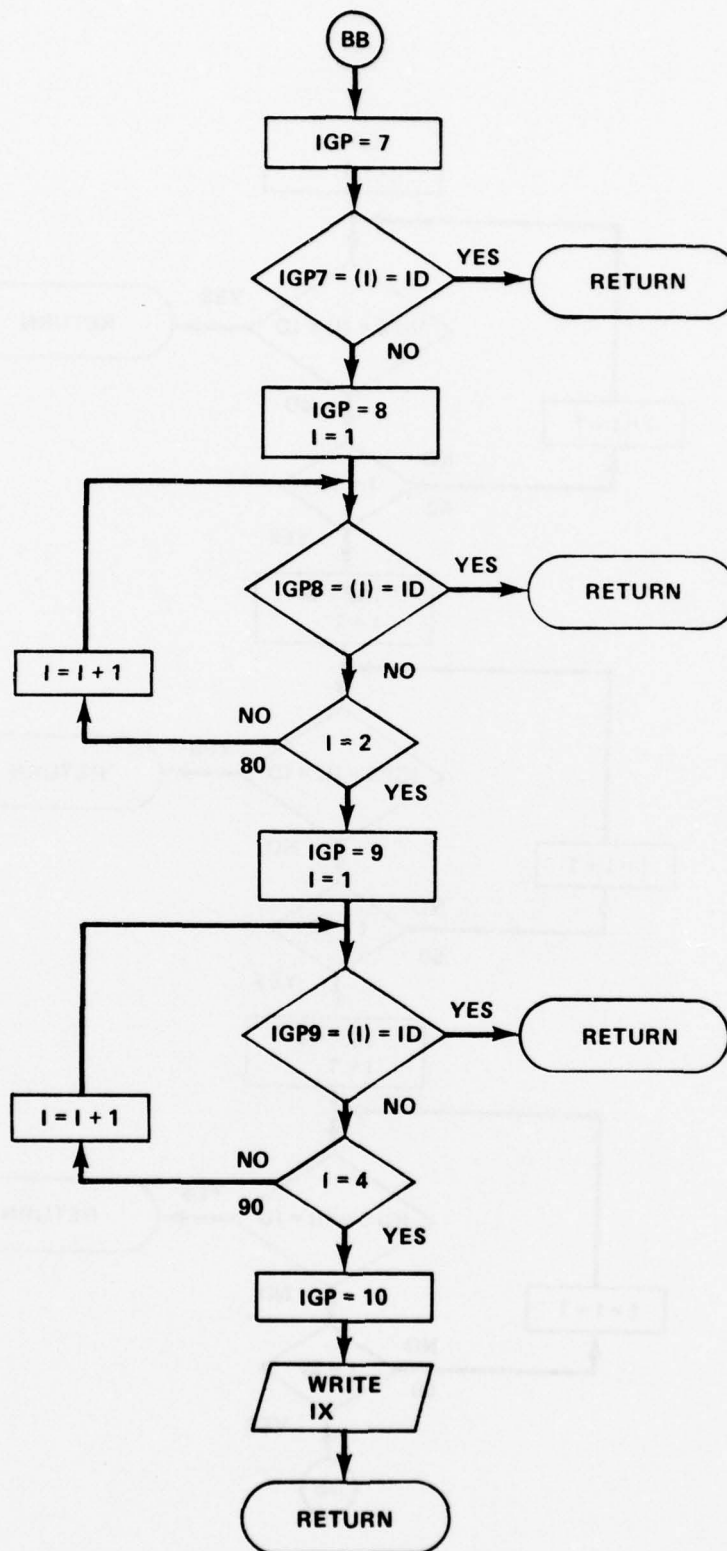 BB
IGP = 7
IGP7 = (I) = ID
YES
RETURN
NO
IGP = 8
I = 1
IGP8 = (I) = ID
YES
RETURN
I = I + 1
NO
NO
80
I = 2
YES
IGP = 9
I = 1
IGP9 = (I) = ID
YES
RETURN
I = I + 1
NO
NO
90
I = 4
YES
IGP = 10
WRITE
IX
RETURN